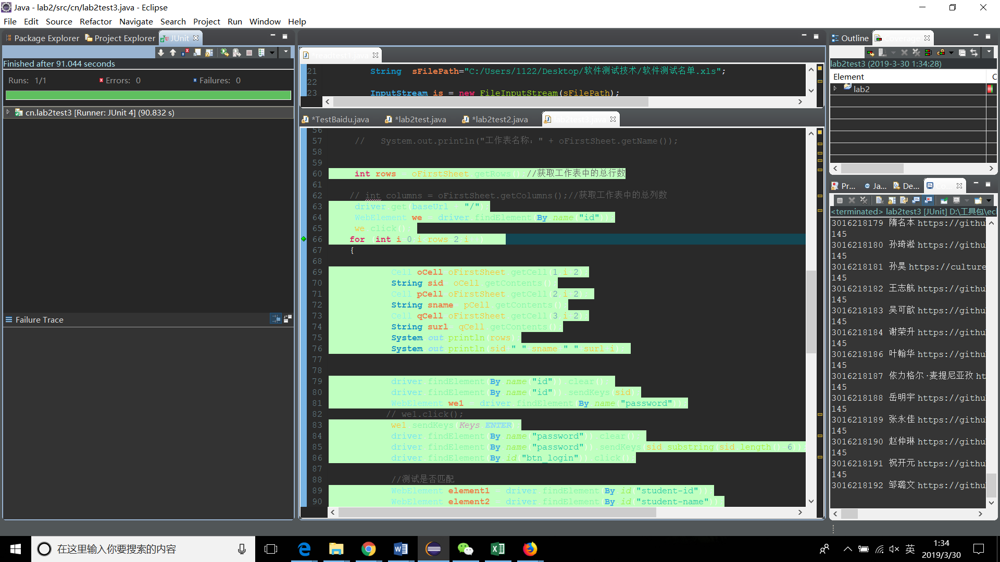 Java - lab2/src/cn/lab2test3.java - Eclipse
File Edit Source Refactor Navigate Search Project Run Window Help
Package Explorer Project Explorer JUnit
Finished after 91.044 seconds
Runs: 1/1 Errors: 0 Failures: 0
cn.lab2test3 [Runner: JUnit 4] (90.832 s)
Failure Trace
readtest1.java
21 String sFilePath="C:/Users/1122/Desktop/软件测试技术/软件测试名单.xls";
22
23 InputStream is = new FileInputStream(sFilePath);
*TestBaidu.java *lab2test.java *lab2test2.java lab2test3.java
56
57 // System.out.println("工作表名称：" + oFirstSheet.getName());
58
59
60 int rows = oFirstSheet.getRows() //获取工作表中的总行数
61
62 // int columns = oFirstSheet.getColumns();//获取工作表中的总列数
63 driver get(baseUrl + "/")
64 WebElement we = driver findElement(By name("id"))
65 we click()
66 for (int i=0 i rows 2 i )
67 {
68
69 Cell oCell=oFirstSheet getCell(1 i 2)
70 String sid= oCell getContents()
71 Cell pCell=oFirstSheet getCell(2 i 2)
72 String sname= pCell getContents()
73 Cell qCell=oFirstSheet getCell(3 i 2)
74 String surl= qCell getContents()
75 System out println(rows)
76 System out println(sid " " sname " " surl i)
77
78
79 driver findElement(By name("id")) clear()
80 driver findElement(By name("id")) sendKeys(sid)
81 WebElement we1 = driver findElement(By name("password"))
82 // we1.click();
83 we1 sendKeys(Keys ENTER)
84 driver findElement(By name("password")) clear()
85 driver findElement(By name("password")) sendKeys(sid substring(sid length() 6))
86 driver findElement(By id("btn_login")) click()
87
88 //测试是否匹配
89 WebElement element1 = driver findElement(By id("student-id"))
90 WebElement element2 = driver findElement(By id("student-name"))
Outline Coverage
lab2test3 (2019-3-30 1:34:28)
Element C
lab2
Pr... Ja... De... Co...
<terminated> lab2test3 [JUnit] D:\工具包\ecl
3016218179 隋名本 https://githu
145
3016218180 孙琦淞 https://githu
145
3016218181 孙昊 https://culture
145
3016218182 王志航 https://githu
145
3016218183 吴可歆 https://githu
145
3016218184 谢荣升 https://githu
145
3016218186 叶翰华 https://githu
145
3016218187 依力格尔·麦提尼亚孜 ht
145
3016218188 岳明宇 https://githu
145
3016218189 张永佳 https://githu
145
3016218190 赵仲琳 https://githu
145
3016218191 祝开元 https://githu
145
3016218192 邹璐文 https://githu
在这里输入你要搜索的内容
英
1:34
2019/3/30